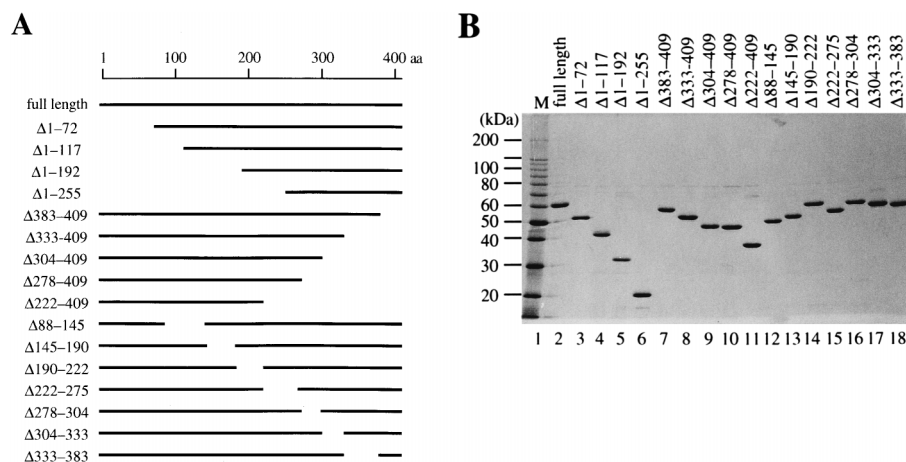 A
1 100 200 300 400 aa
full length
Δ1–72
Δ1–117
Δ1–192
Δ1–255
Δ383–409
Δ333–409
Δ304–409
Δ278–409
Δ222–409
Δ88–145
Δ145–190
Δ190–222
Δ222–275
Δ278–304
Δ304–333
Δ333–383
B
M full length Δ1–72 Δ1–117 Δ1–192 Δ1–255 Δ383–409 Δ333-409 Δ304–409 Δ278–409 Δ222–409 Δ88–145 Δ145–190 Δ190–222 Δ222–275 Δ278–304 Δ304–333 Δ333–383
(kDa)
200
100
80
60
50
40
30
20
1 2 3 4 5 6 7 8 9 10 11 12 13 14 15 16 17 18